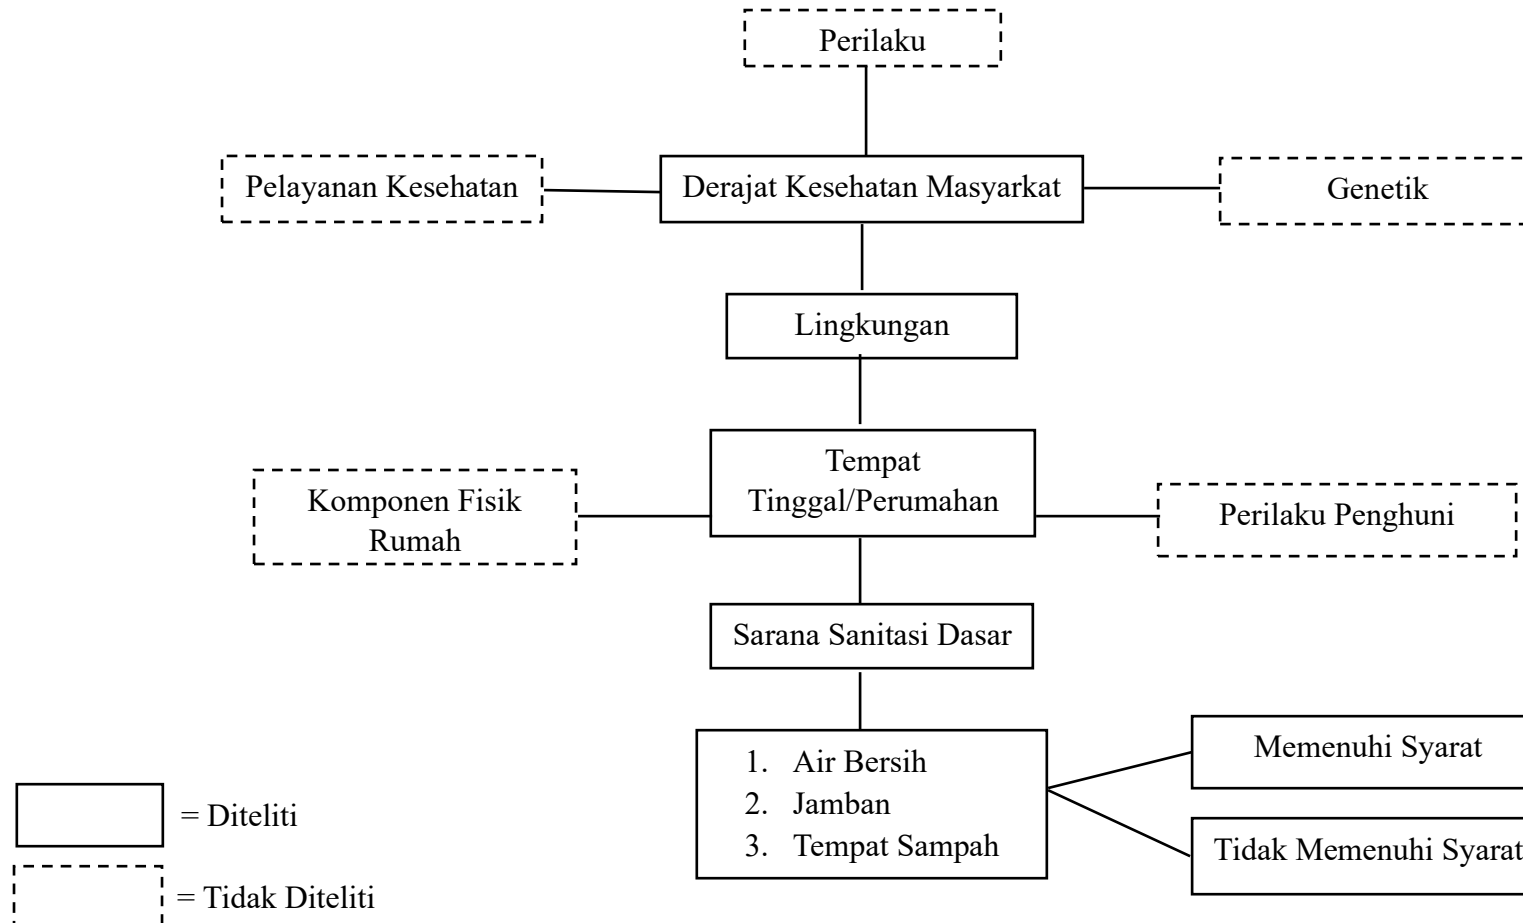 Perilaku
Pelayanan Kesehatan
Derajat Kesehatan Masyarkat
Genetik
Lingkungan
Tempat
Tinggal/Perumahan
Komponen Fisik
Rumah
Perilaku Penghuni
Sarana Sanitasi Dasar
1. Air Bersih
2. Jamban
3. Tempat Sampah
Memenuhi Syarat
Tidak Memenuhi Syarat
= Diteliti
= Tidak Diteliti